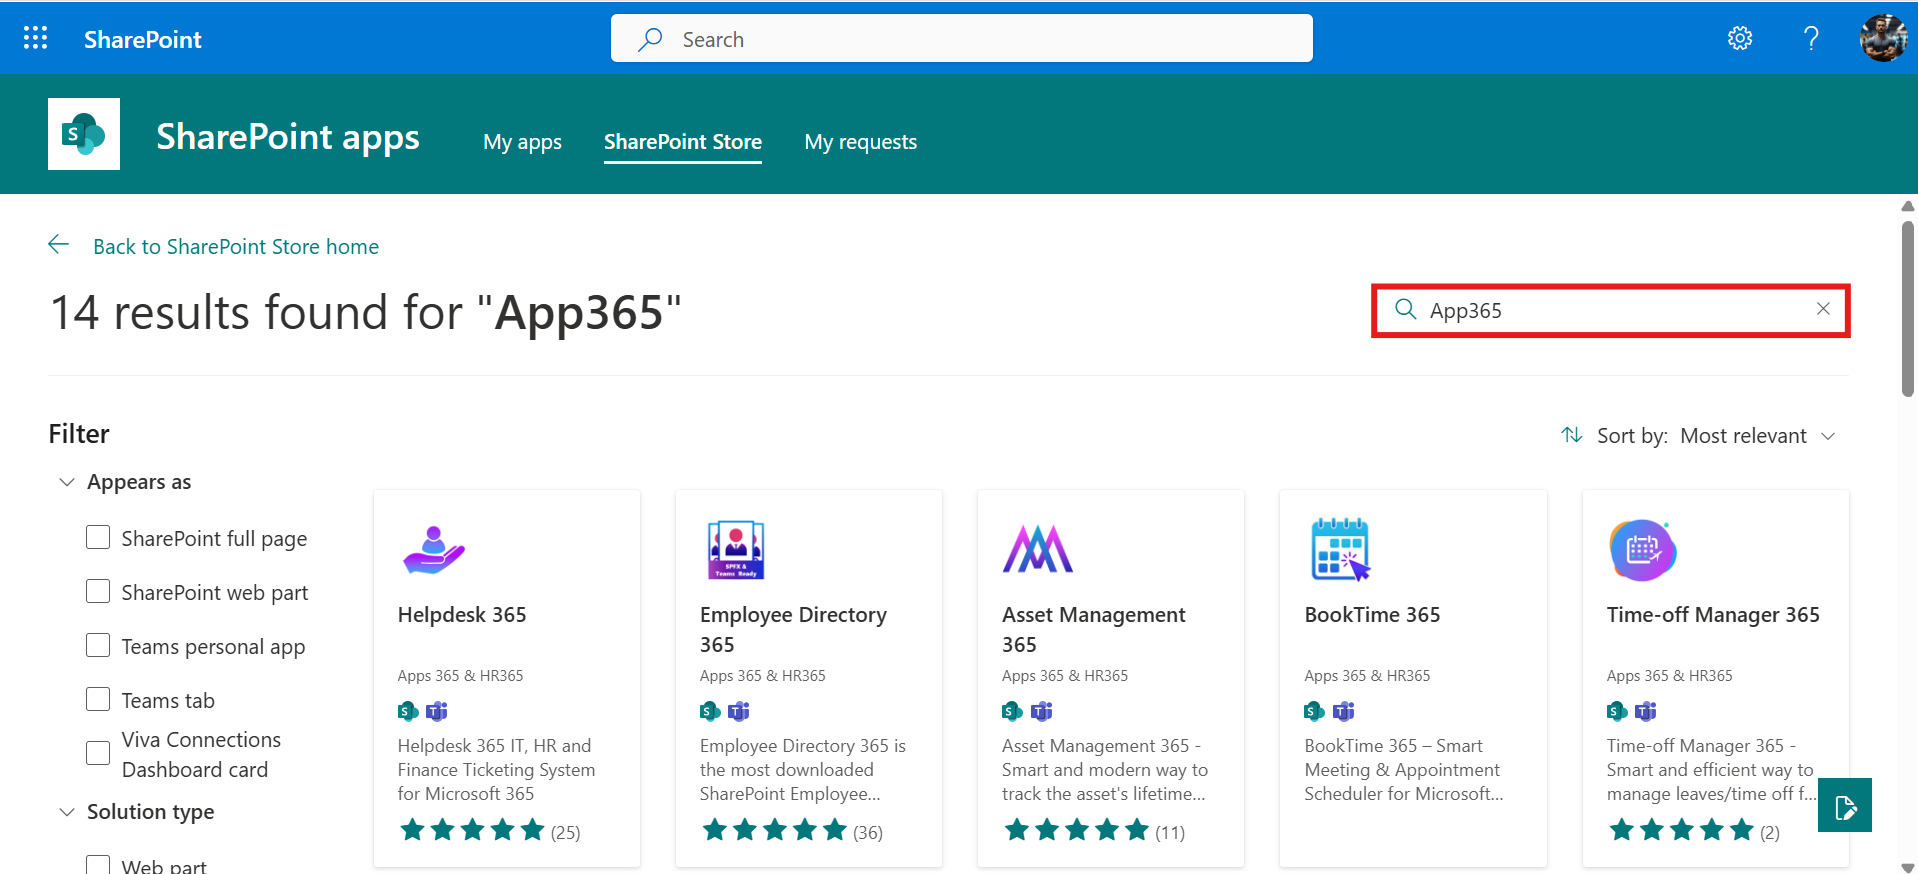 SharePoint
Search
S
SharePoint apps
My apps
SharePoint Store
My requests
Back to SharePoint Store home
14 results found for "App365"
App365
Filter
Sort by: Most relevant
Appears as
SharePoint full page
SharePoint web part
Teams personal app
Teams tab
Viva Connections
Dashboard card
Solution type
Web part
Helpdesk 365
Apps 365 & HR365
Helpdesk 365 IT, HR and
Finance Ticketing System
for Microsoft 365
(25)
SPFX &
Teams Ready
Employee Directory
365
Apps 365 & HR365
Employee Directory 365 is
the most downloaded
SharePoint Employee...
(36)
Asset Management
365
Apps 365 & HR365
Asset Management 365 -
Smart and modern way to
track the asset's lifetime...
(11)
BookTime 365
Apps 365 & HR365
BookTime 365 – Smart
Meeting & Appointment
Scheduler for Microsoft...
Time-off Manager 365
Apps 365 & HR365
Time-off Manager 365 -
Smart and efficient way to
manage leaves/time off f...
(2)